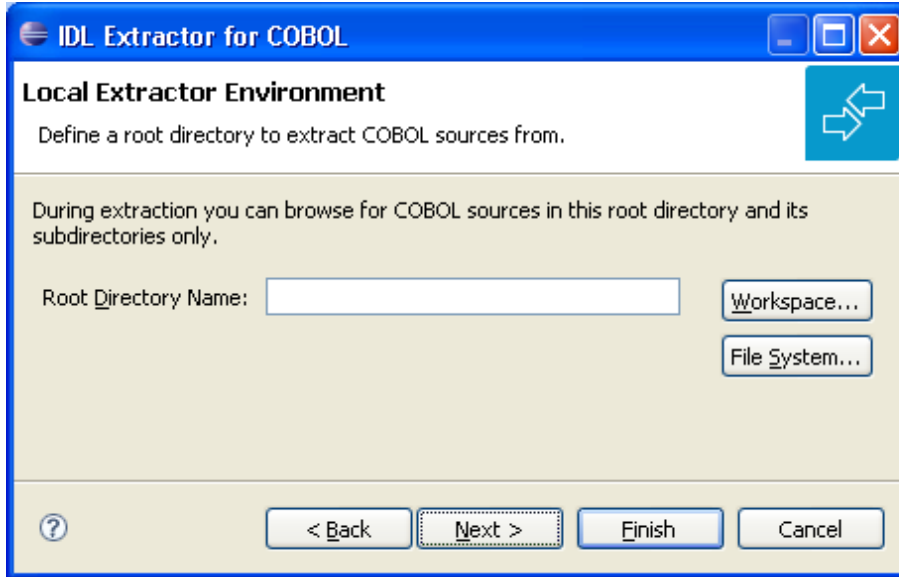 IDL Extractor for COBOL
Local Extractor Environment
Define a root directory to extract COBOL sources from.
During extraction you can browse for COBOL sources in this root directory and its
subdirectories only.
Root Directory Name:
Workspace...
File System...
?
< Back
Next >
Finish
Cancel